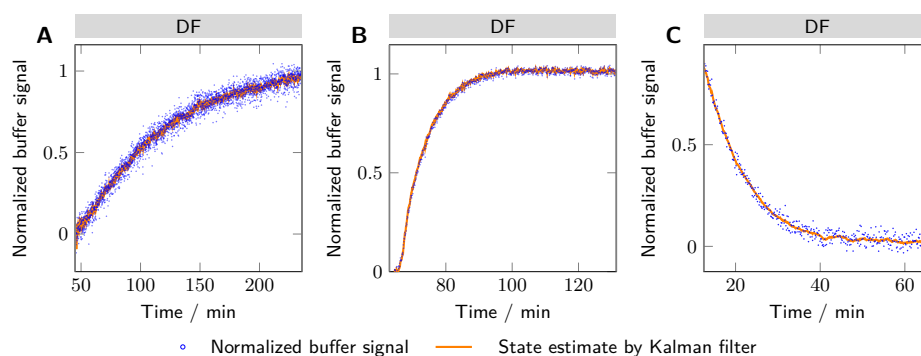 A
DF
Normalized buffer signal
1
0.5
0
50
100
150
200
Time / min
B
DF
Normalized buffer signal
1
0.5
0
80
100
120
Time / min
C
DF
Normalized buffer signal
1
0.5
0
20
40
60
Time / min
Normalized buffer signal
State estimate by Kalman filter